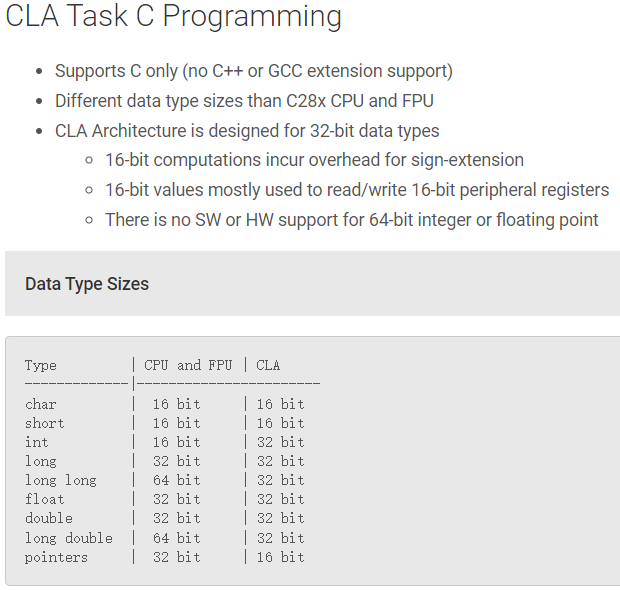 CLA Task C Programming
• Supports C only (no C++ or GCC extension support)
• Different data type sizes than C28x CPU and FPU
• CLA Architecture is designed for 32-bit data types
◦ 16-bit computations incur overhead for sign-extension
◦ 16-bit values mostly used to read/write 16-bit peripheral registers
◦ There is no SW or HW support for 64-bit integer or floating point
Data Type Sizes
Type         | CPU and FPU | CLA
-------------|-----------------------
char         |  16 bit     | 16 bit
short        |  16 bit     | 16 bit
int          |  16 bit     | 32 bit
long         |  32 bit     | 32 bit
long long    |  64 bit     | 32 bit
float        |  32 bit     | 32 bit
double       |  32 bit     | 32 bit
long double  |  64 bit     | 32 bit
pointers     |  32 bit     | 16 bit